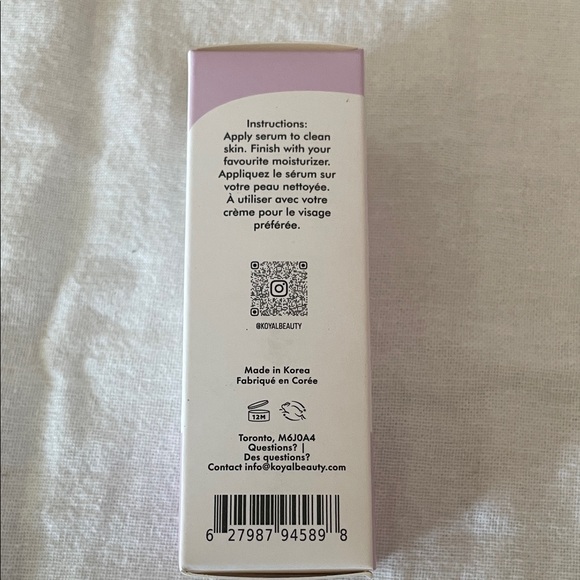 Instructions:
Apply serum to clean
skin. Finish with your
favourite moisturizer.
Appliquez le sérum sur
votre peau nettoyée.
À utiliser avec votre
crème pour le visage
préférée.
@KOYALBEAUTY
Made in Korea
Fabriqué en Corée
12M
Toronto, M6J0A4
Questions? |
Des questions?
Contact info@koyalbeauty.com
6 27987 94589 8